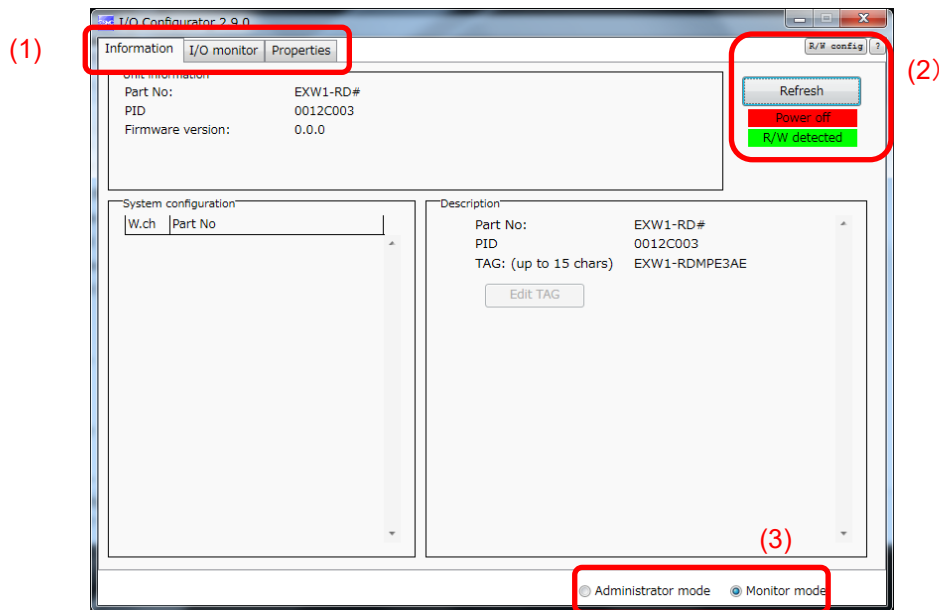 I/O Configurator 2.9.0
(1)
Information I/O monitor Properties
R/W config ?
(2)
Unit information
Part No: EXW1-RD#
PID 0012C003
Firmware version: 0.0.0
Refresh
Power off
R/W detected
System configuration
W.ch Part No
Description
Part No: EXW1-RD#
PID 0012C003
TAG: (up to 15 chars) EXW1-RDMPE3AE
Edit TAG
(3)
Administrator mode Monitor mode